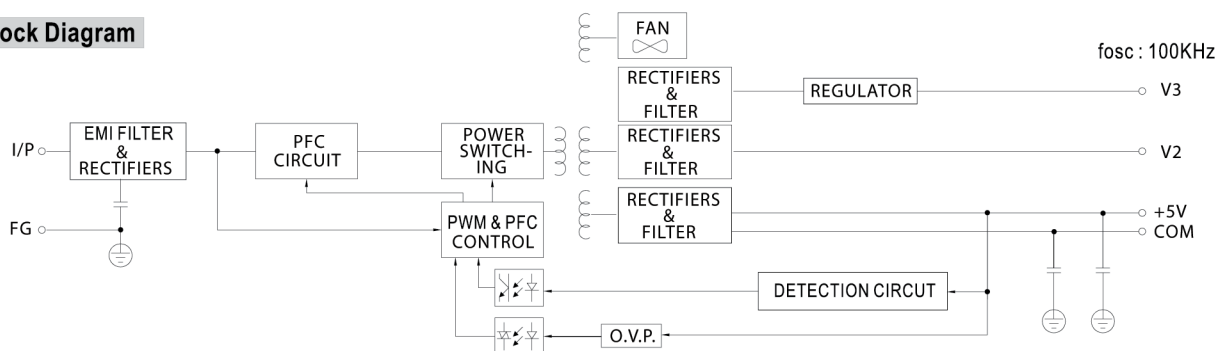 ock Diagram
FAN
fosc : 100KHz
RECTIFIERS
&
FILTER
REGULATOR
V3
I/P
EMI FILTER
&
RECTIFIERS
PFC
CIRCUIT
POWER
SWITCH-
ING
RECTIFIERS
&
FILTER
V2
FG
PWM & PFC
CONTROL
RECTIFIERS
&
FILTER
+5V
COM
DETECTION CIRCUT
O.V.P.